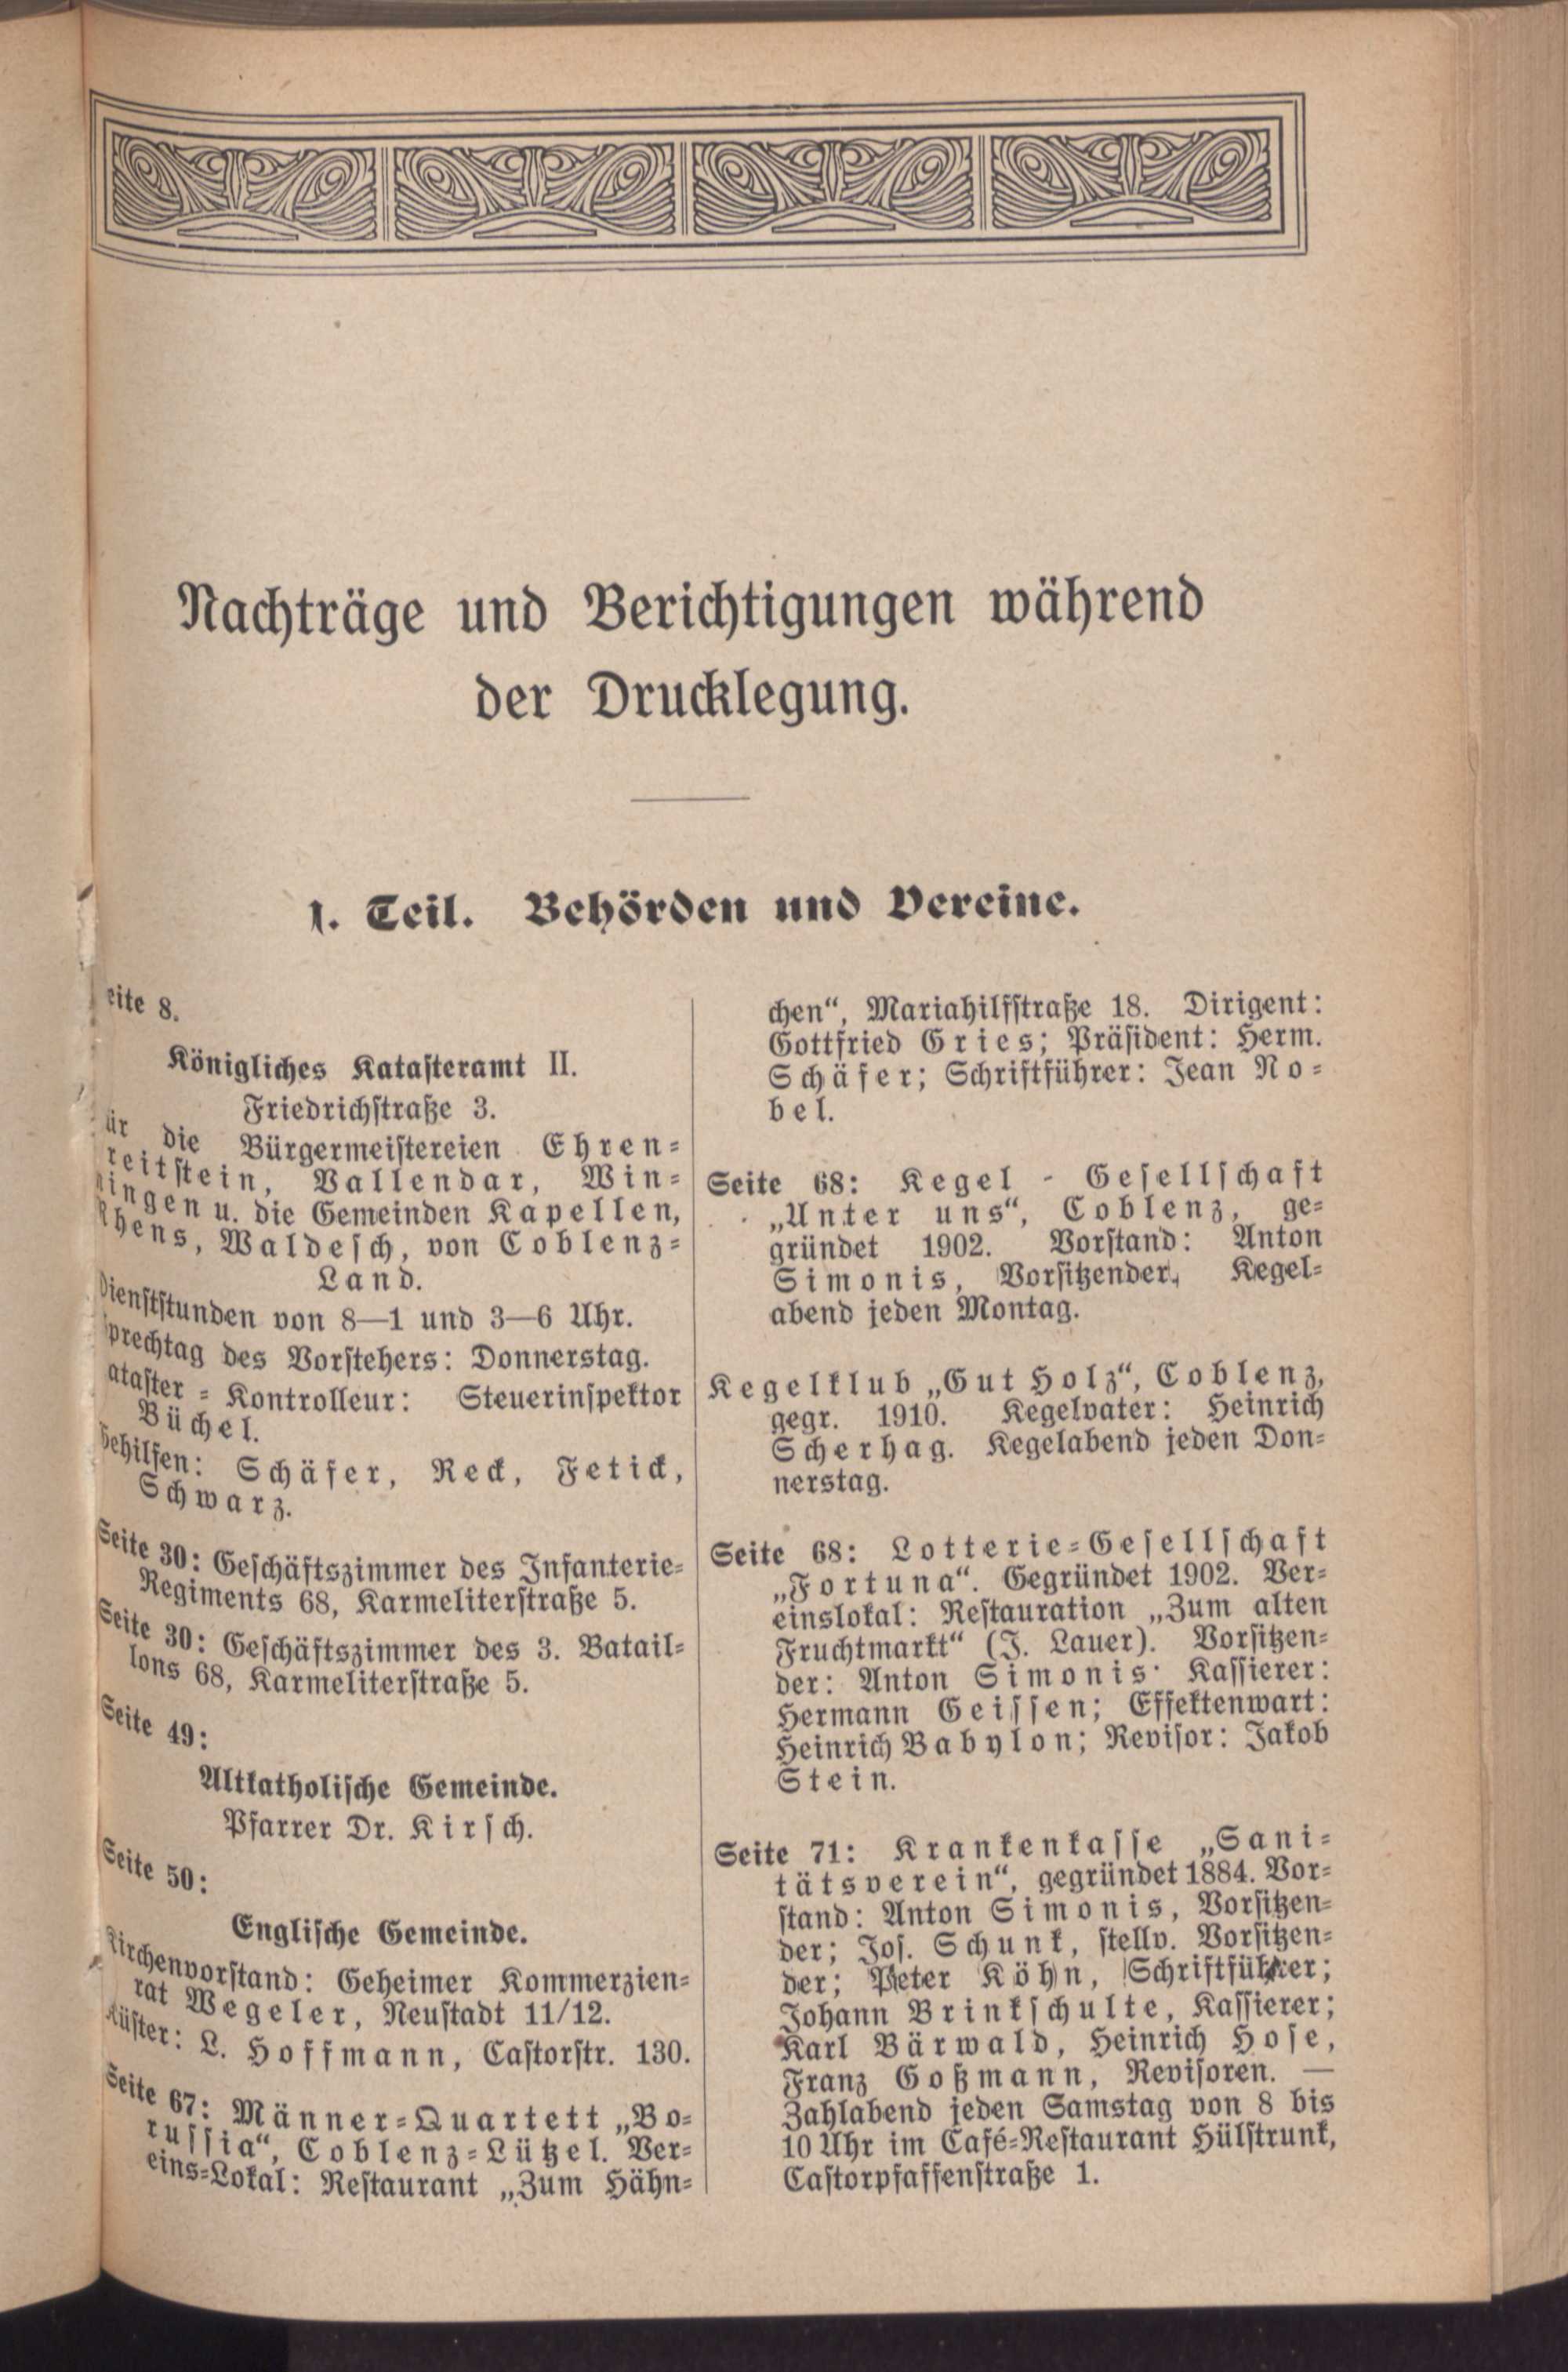 Nachträge und Berichtigungen während
der Drucklegung.
1. Teil. Behörden und Vereine.
eite 8.
Königliches Katasteramt II.
Friedrichstraße 3.
ür die Bürgermeistereien Ehren-
reitstein, Vallendar, Win-
ningen u. die Gemeinden Kapellen,
Rhens, Waldesch, von Coblenz-
Land.
Dienststunden von 8—1 und 3—6 Uhr.
Sprechtag des Vorstehers: Donnerstag.
ataster-Kontrolleur: Steuerinspektor
Büchel.
Gehilfen: Schäfer, Reck, Fetick,
Schwarz.
Seite 30: Geschäftszimmer des Infanterie-
Regiments 68, Karmeliterstraße 5.
Seite 30: Geschäftszimmer des 3. Batail-
lons 68, Karmeliterstraße 5.
Seite 49:
Altkatholische Gemeinde.
Pfarrer Dr. Kirsch.
Seite 50:
Englische Gemeinde.
Kirchenvorstand: Geheimer Kommerzien-
rat Wegeler, Neustadt 11/12.
Küster: L. Hoffmann, Castorstr. 130.
Seite 67: Männer-Quartett „Bo-
russia“, Coblenz-Lützel. Ver-
eins-Lokal: Restaurant „Zum Hähn-
chen“, Mariahilfstraße 18. Dirigent:
Gottfried Gries; Präsident: Herm.
Schäfer; Schriftführer: Jean No-
bel.
Seite 68: Kegel-Gesellschaft
„Unter uns“, Coblenz, ge-
gründet 1902. Vorstand: Anton
Simonis, Vorsitzender, Kegel-
abend jeden Montag.
Kegelklub „Gut Holz“, Coblenz,
gegr. 1910. Kegelvater: Heinrich
Scherhag. Kegelabend jeden Don-
nerstag.
Seite 68: Lotterie-Gesellschaft
„Fortuna“. Gegründet 1902. Ver-
einslokal: Restauration „Zum alten
Fruchtmarkt“ (J. Lauer). Vorsitzen-
der: Anton Simonis· Kassierer:
Hermann Geissen; Effektenwart:
Heinrich Babylon; Revisor: Jakob
Stein.
Seite 71: Krankenkasse „Sani-
tätsverein“, gegründet 1884. Vor-
stand: Anton Simonis, Vorsitzen-
der; Jos. Schunk, stellv. Vorsitzen-
der; Peter Köhn, Schriftführer;
Johann Brinkschulte, Kassierer;
Karl Bärwald, Heinrich Hose,
Franz Goßmann, Revisoren. —
Zahlabend jeden Samstag von 8 bis
10 Uhr im Café-Restaurant Hülstrunk,
Castorpfaffenstraße 1.